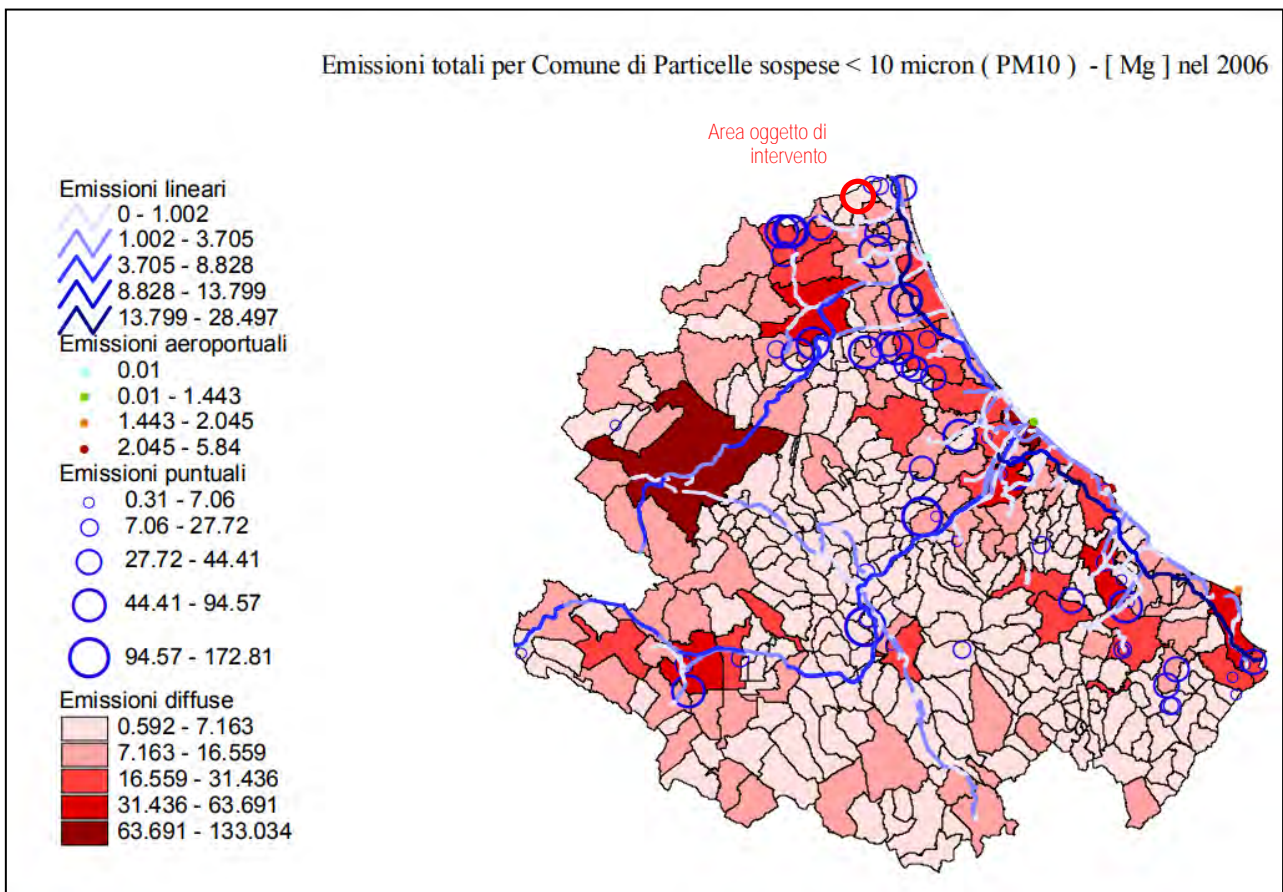 Emissioni totali per Comune di Particelle sospese < 10 micron ( PM10 ) - [ Mg ] nel 2006
Area oggetto di
intervento
Emissioni lineari
0 - 1.002
1.002 - 3.705
3.705 - 8.828
8.828 - 13.799
13.799 - 28.497
Emissioni aeroportuali
0.01
0.01 - 1.443
1.443 - 2.045
2.045 - 5.84
Emissioni puntuali
0.31 - 7.06
7.06 - 27.72
27.72 - 44.41
44.41 - 94.57
94.57 - 172.81
Emissioni diffuse
0.592 - 7.163
7.163 - 16.559
16.559 - 31.436
31.436 - 63.691
63.691 - 133.034